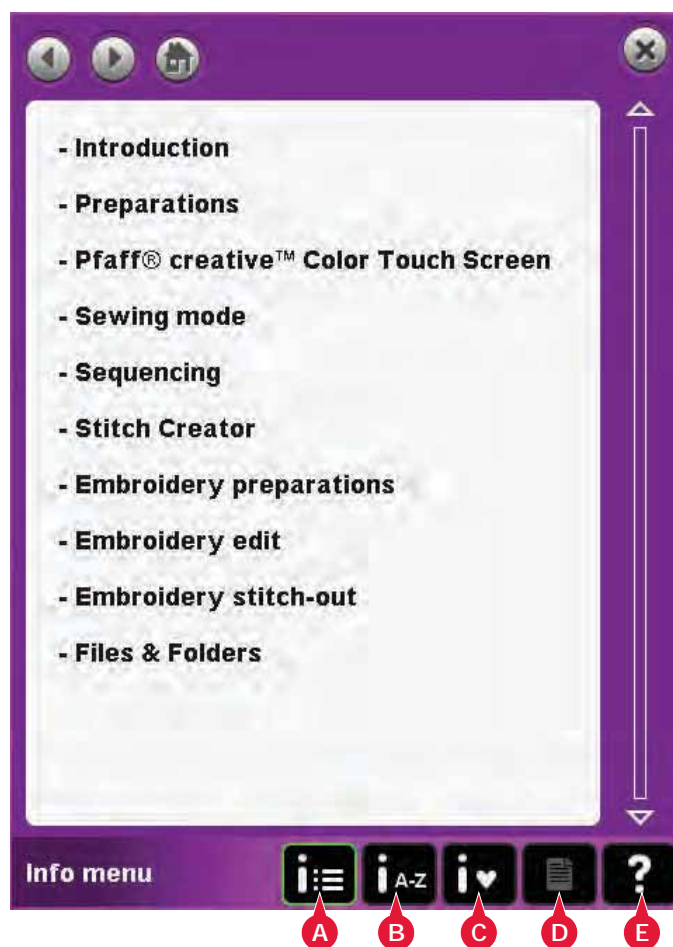 - Introduction
- Preparations
- Pfaff® creative™ Color Touch Screen
- Sewing mode
- Sequencing
- Stitch Creator
- Embroidery preparations
- Embroidery edit
- Embroidery stitch-out
- Files & Folders
Info menu i i A-Z i ?
A B C D E